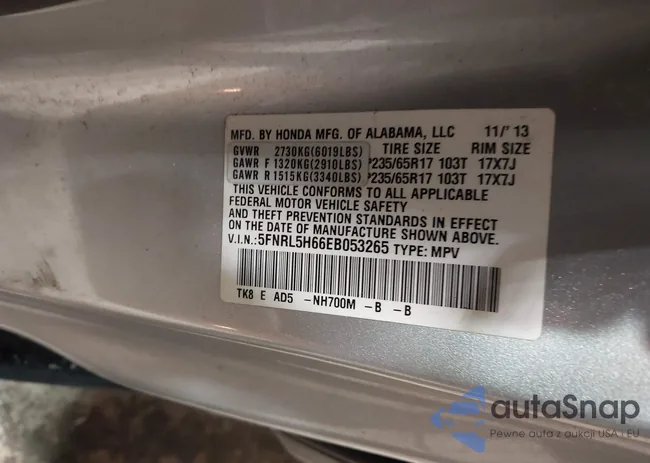 MFD. BY HONDA MFG. OF ALABAMA, LLC 11/'13
GVWR 2730KG(6019LBS) TIRE SIZE RIM SIZE
GAWR F 1320KG(2910LBS) P235/65R17 103T 17X7J
GAWR R 1515KG(3340LBS) P235/65R17 103T 17X7J
THIS VEHICLE CONFORMS TO ALL APPLICABLE
FEDERAL MOTOR VEHICLE SAFETY
AND THEFT PREVENTION STANDARDS IN EFFECT
ON THE DATE OF MANUFACTURE SHOWN ABOVE.
V.I.N.: 5FNRL5H66EB053265 TYPE: MPV
TK8 E AD5 -NH700M -B -B
autaSnap
Pewne auta z aukcji USA i EU